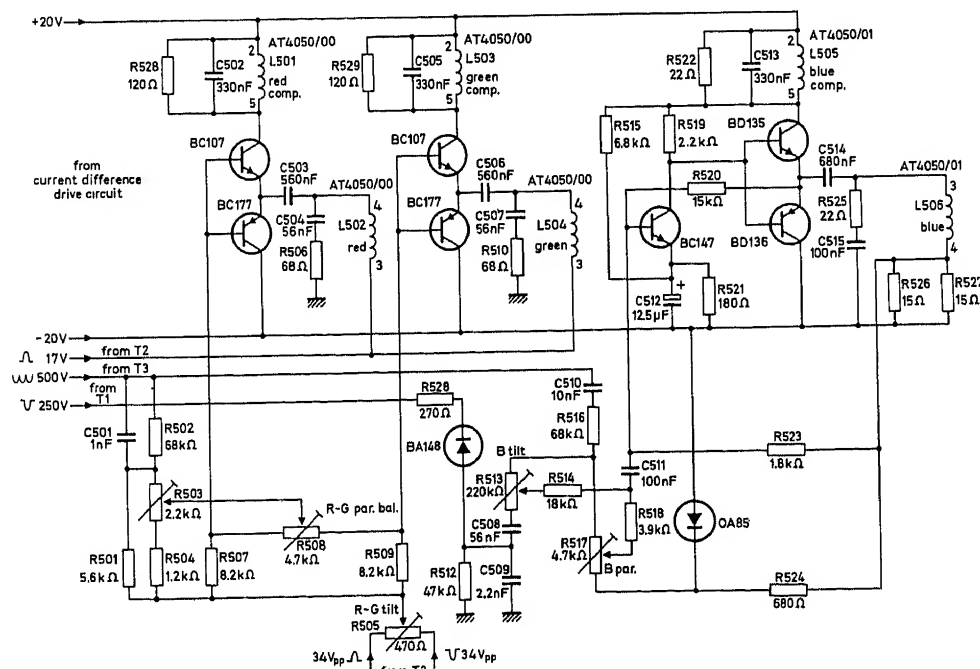 +20V
AT4050/00
AT4050/00
AT4050/01
R528
120Ω
C502
330nF
2
L501
red
comp.
5
R529
120Ω
C505
330nF
2
L503
green
comp.
5
R522
22Ω
C513
330nF
2
L505
blue
comp.
5
R515
6.8kΩ
R519
2.2kΩ
BD135
BC107
BC107
from
current difference
drive circuit
C503
560nF
AT4050/00
C506
560nF
AT4050/00
C514
680nF
AT4050/01
R520
15kΩ
BC177
C504
56nF
4
L502
red
3
R506
68Ω
BC177
C507
56nF
4
L504
green
3
R510
68Ω
BC147
BD136
R525
22Ω
C515
100nF
3
L506
blue
4
C512
12.5µF
+
R521
180Ω
R526
15Ω
R527
15Ω
-20V
17V
from T2
500V
from T3
250V
from
T1
R528
270Ω
C510
10nF
R516
68kΩ
C501
1nF
R502
68kΩ
BA148
B tilt
R523
1.8kΩ
R503
2.2kΩ
R513
220kΩ
R514
18kΩ
C511
100nF
R-G par. bal.
R508
4.7kΩ
C508
56nF
R518
3.9kΩ
OA85
R517
4.7kΩ
B par.
R501
5.6kΩ
R504
1.2kΩ
R507
8.2kΩ
R509
8.2kΩ
R512
47kΩ
C509
2.2nF
R524
680Ω
R-G tilt
R505
470Ω
34Vpp
34Vpp